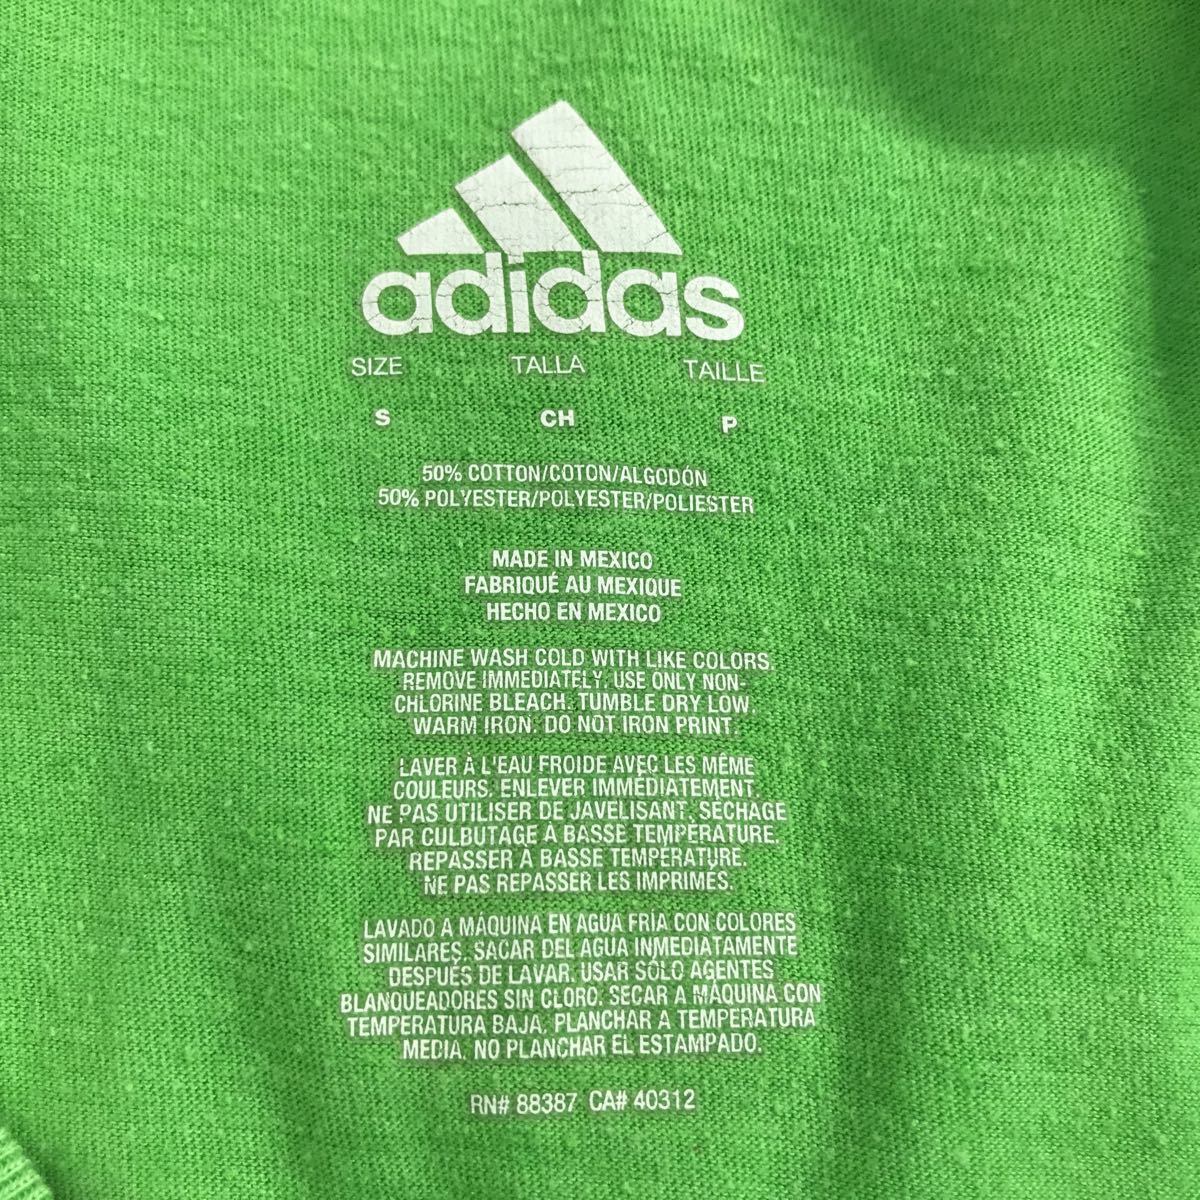 adidas
SIZE TALLA TAILLE
S CH P
50% COTTON/COTON/ALGODÓN
50% POLYESTER/POLYESTER/POLIESTER
MADE IN MEXICO
FABRIQUÉ AU MEXIQUE
HECHO EN MEXICO
MACHINE WASH COLD WITH LIKE COLORS.
REMOVE IMMEDIATELY. USE ONLY NON-
CHLORINE BLEACH. TUMBLE DRY LOW.
WARM IRON. DO NOT IRON PRINT.
LAVER À L'EAU FROIDE AVEC LES MÊME
COULEURS. ENLEVER IMMÉDIATEMENT.
NE PAS UTILISER DE JAVELISANT. SÉCHAGE
PAR CULBUTAGE À BASSE TEMPÉRATURE.
REPASSER À BASSE TEMPÉRATURE.
NE PAS REPASSER LES IMPRIMÉS.
LAVADO A MÁQUINA EN AGUA FRÍA CON COLORES
SIMILARES. SACAR DEL AGUA INMEDIATAMENTE
DESPUÉS DE LAVAR. USAR SÓLO AGENTES
BLANQUEADORES SIN CLORO. SECAR A MÁQUINA CON
TEMPERATURA BAJA. PLANCHAR A TEMPERATURA
MEDIA. NO PLANCHAR EL ESTAMPADO.
RN# 88387 CA# 40312